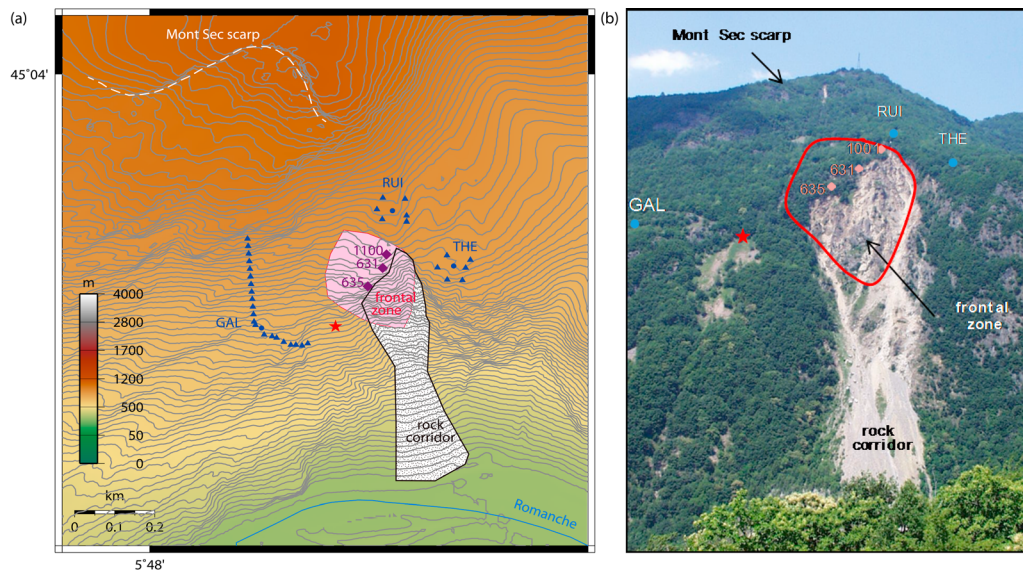 (a)
Mont Sec scarp
45°04'
RUI
THE
1100
631
635
frontal
zone
GAL
m
4000
2800
1700
1200
500
50
0
rock
corridor
km
0 0.1 0.2
Romanche
5°48'
(b)
Mont Sec scarp
RUI
THE
1001
631
635
GAL
frontal
zone
rock
corridor